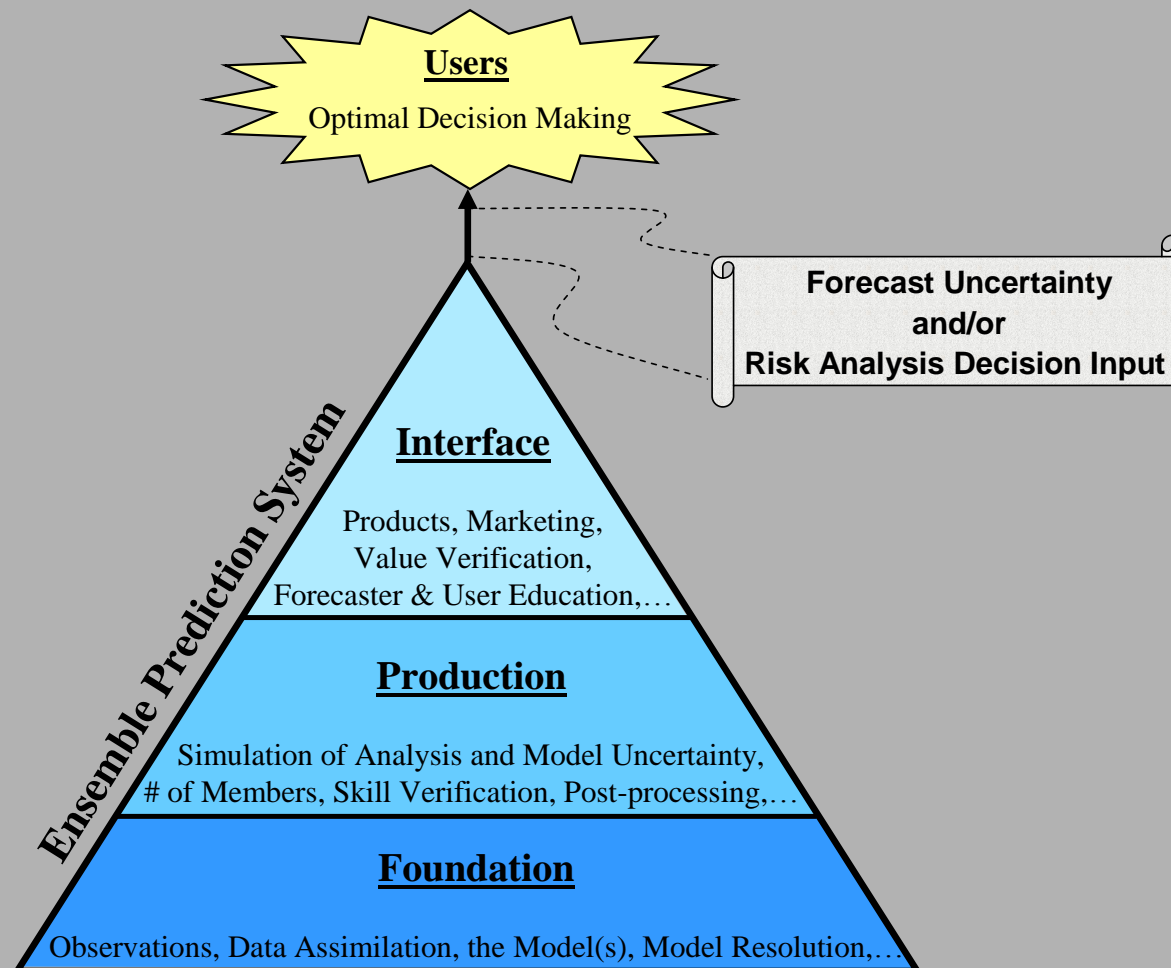 Users
Optimal Decision Making
Forecast Uncertainty
and/or
Risk Analysis Decision Input
Ensemble Prediction System
Interface
Products, Marketing,
Value Verification,
Forecaster & User Education,…
Production
Simulation of Analysis and Model Uncertainty,
# of Members, Skill Verification, Post-processing,…
Foundation
Observations, Data Assimilation, the Model(s), Model Resolution,…